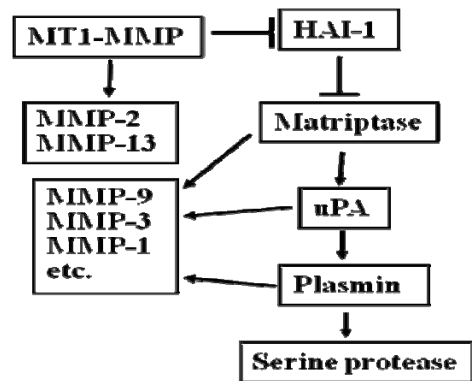 MT1-MMP
HAI-1
MMP-2
MMP-13
Matriptase
MMP-9
MMP-3
MMP-1
etc.
uPA
Plasmin
Serine protease